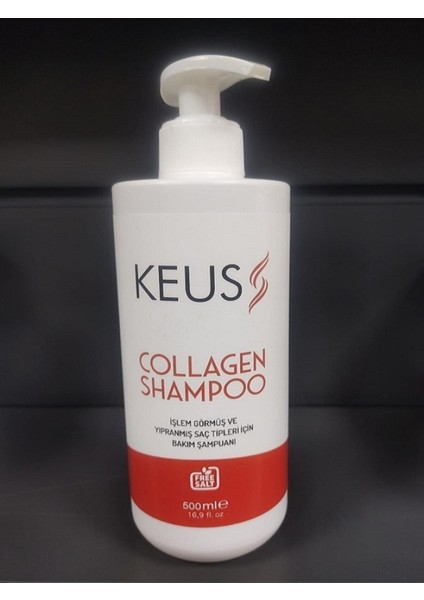 KEUS
COLLAGEN
SHAMPOO
İŞLEM GÖRMÜŞ VE
YIPRANMIŞ SAÇ TİPLERİ İÇİN
BAKIM ŞAMPUANI
FREE
SALT
500ml℮
16,9 fl. oz